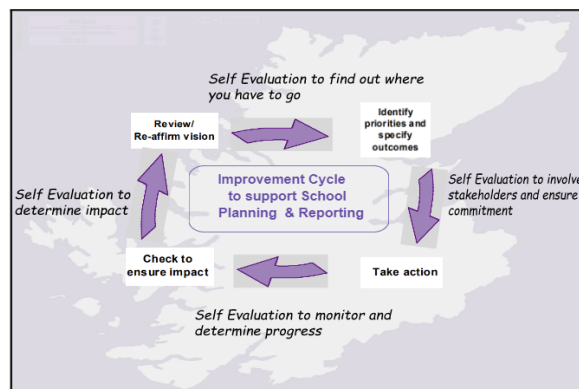 Self Evaluation to find out where
you have to go
Review/
Re-affirm vision
Identify
priorities and
specify
outcomes
Self Evaluation to
determine impact
Improvement Cycle
to support School
Planning & Reporting
Self Evaluation to involve
stakeholders and ensure
commitment
Check to
ensure impact
Take action
Self Evaluation to monitor and
determine progress